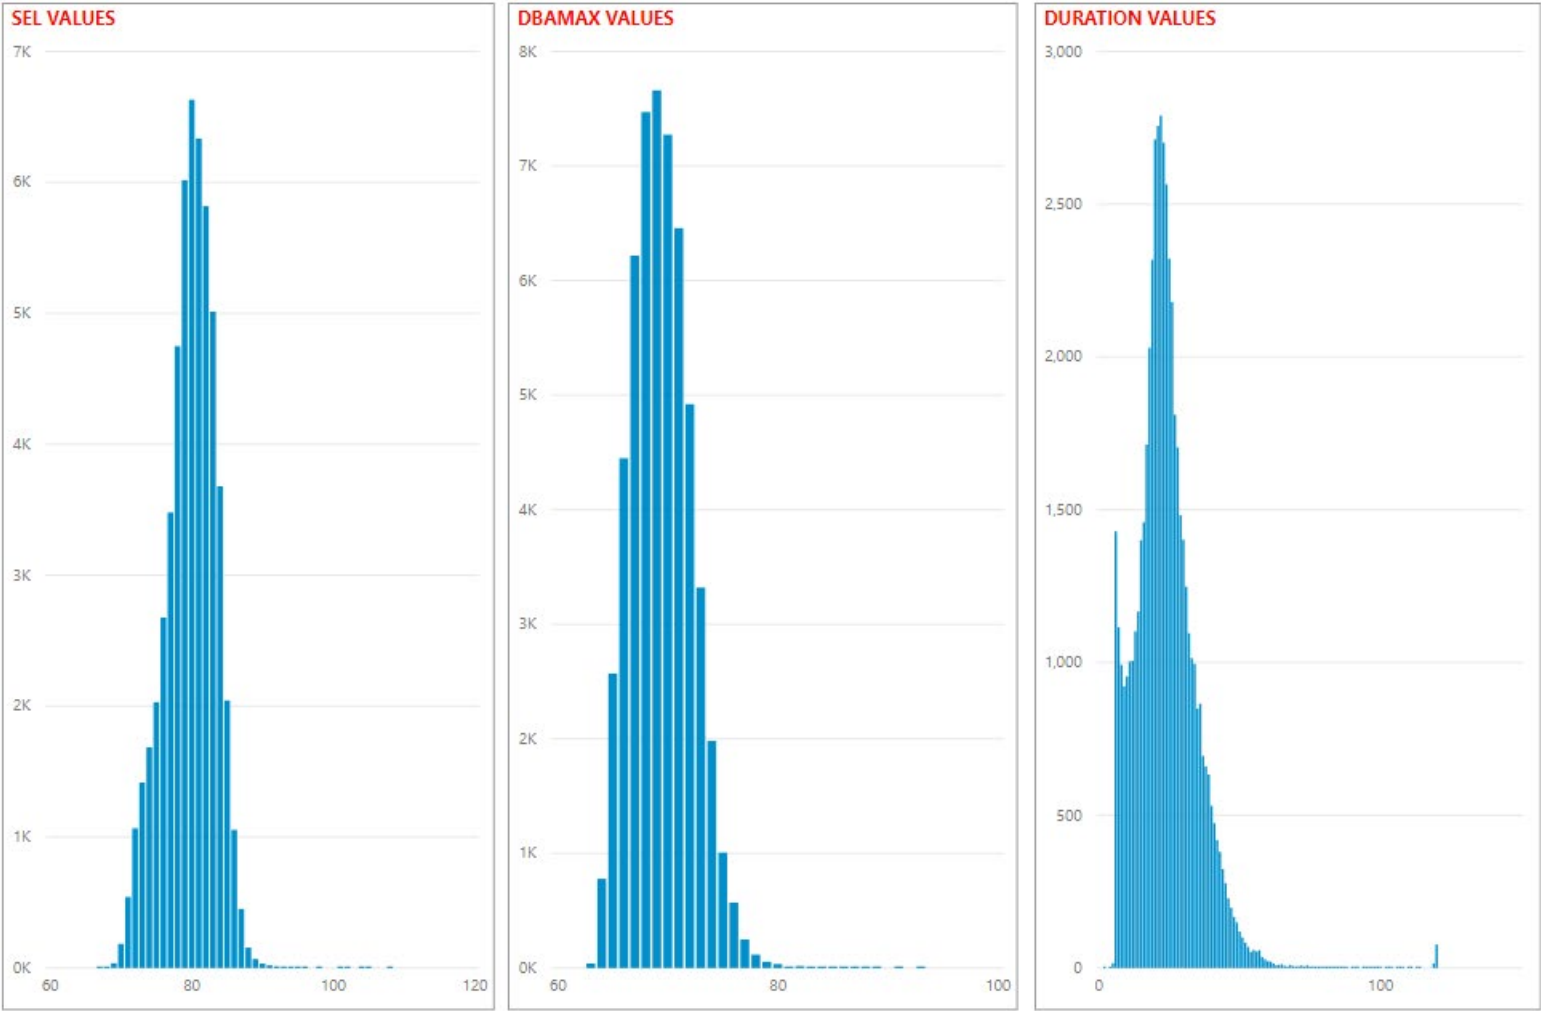 SEL VALUES
7K
6K
5K
4K
3K
2K
1K
0K
60 80 100 120
DBAMAX VALUES
8K
7K
6K
5K
4K
3K
2K
1K
0K
60 80 100
DURATION VALUES
3,000
2,500
2,000
1,500
1,000
500
0
0 100